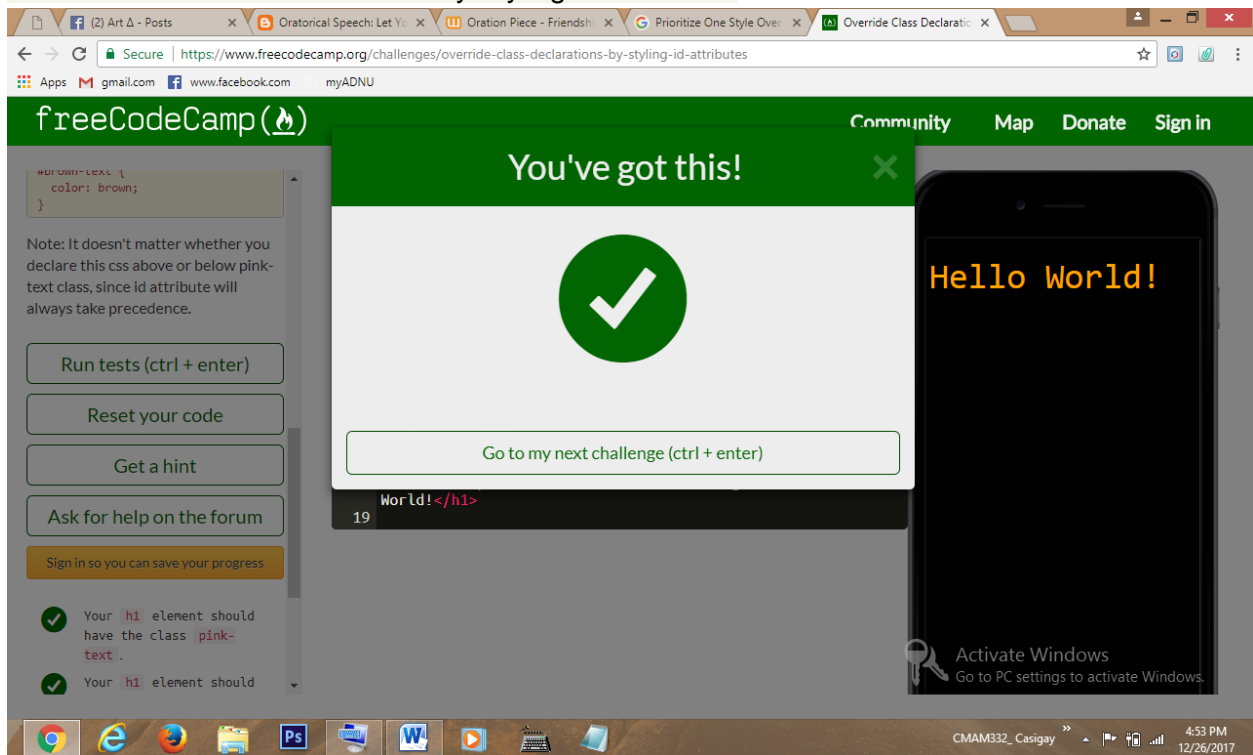 (2) Art Δ - Posts
Oratorical Speech: Let Yo
Oration Piece - Friendshi
Prioritize One Style Over
Override Class Declaratio
Secure | https://www.freecodecamp.org/challenges/override-class-declarations-by-styling-id-attributes
Apps gmail.com www.facebook.com myADNU
freeCodeCamp
Community Map Donate Sign in
You've got this!
#brown-text {
color: brown;
}
Note: It doesn't matter whether you
declare this css above or below pink-
text class, since id attribute will
always take precedence.
Run tests (ctrl + enter)
Reset your code
Get a hint
Ask for help on the forum
Sign in so you can save your progress
Your h1 element should
have the class pink-
text .
Your h1 element should
Go to my next challenge (ctrl + enter)
World!</h1>
19
Hello World!
Activate Windows
Go to PC settings to activate Windows.
Ps
W
CMAM332_Casigay
4:53 PM
12/26/2017